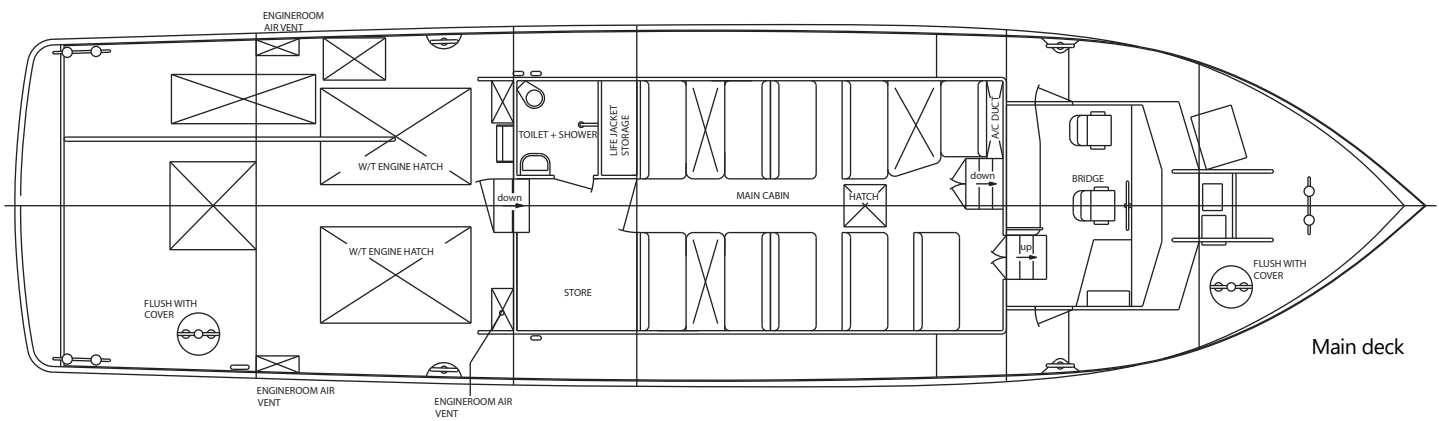 ENGINEROOM
AIR VENT
W/T ENGINE HATCH
TOILET + SHOWER
LIFE JACKET
STORAGE
A/C DUCT
down
MAIN CABIN
HATCH
down
BRIDGE
W/T ENGINE HATCH
up
STORE
FLUSH WITH
COVER
FLUSH WITH
COVER
Main deck
ENGINEROOM AIR
VENT
ENGINEROOM AIR
VENT